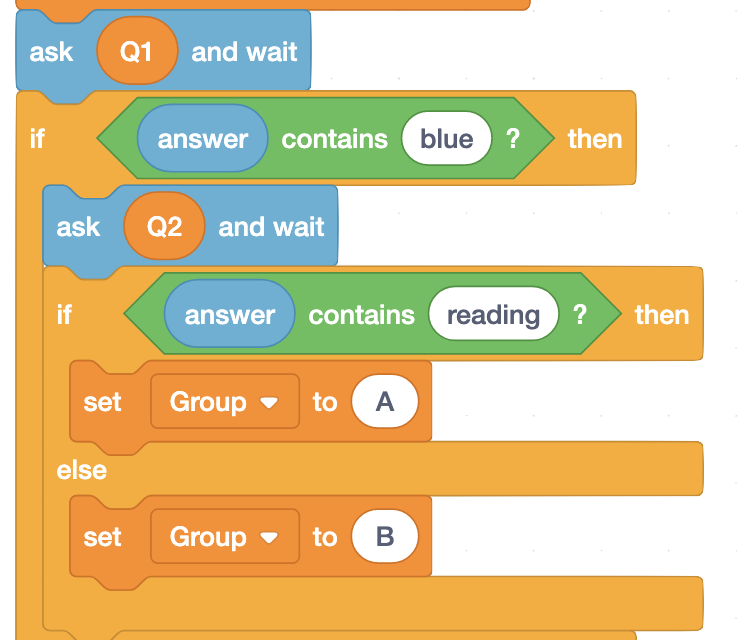 ask Q1 and wait
if answer contains blue ? then
ask Q2 and wait
if answer contains reading ? then
set Group to A
else
set Group to B